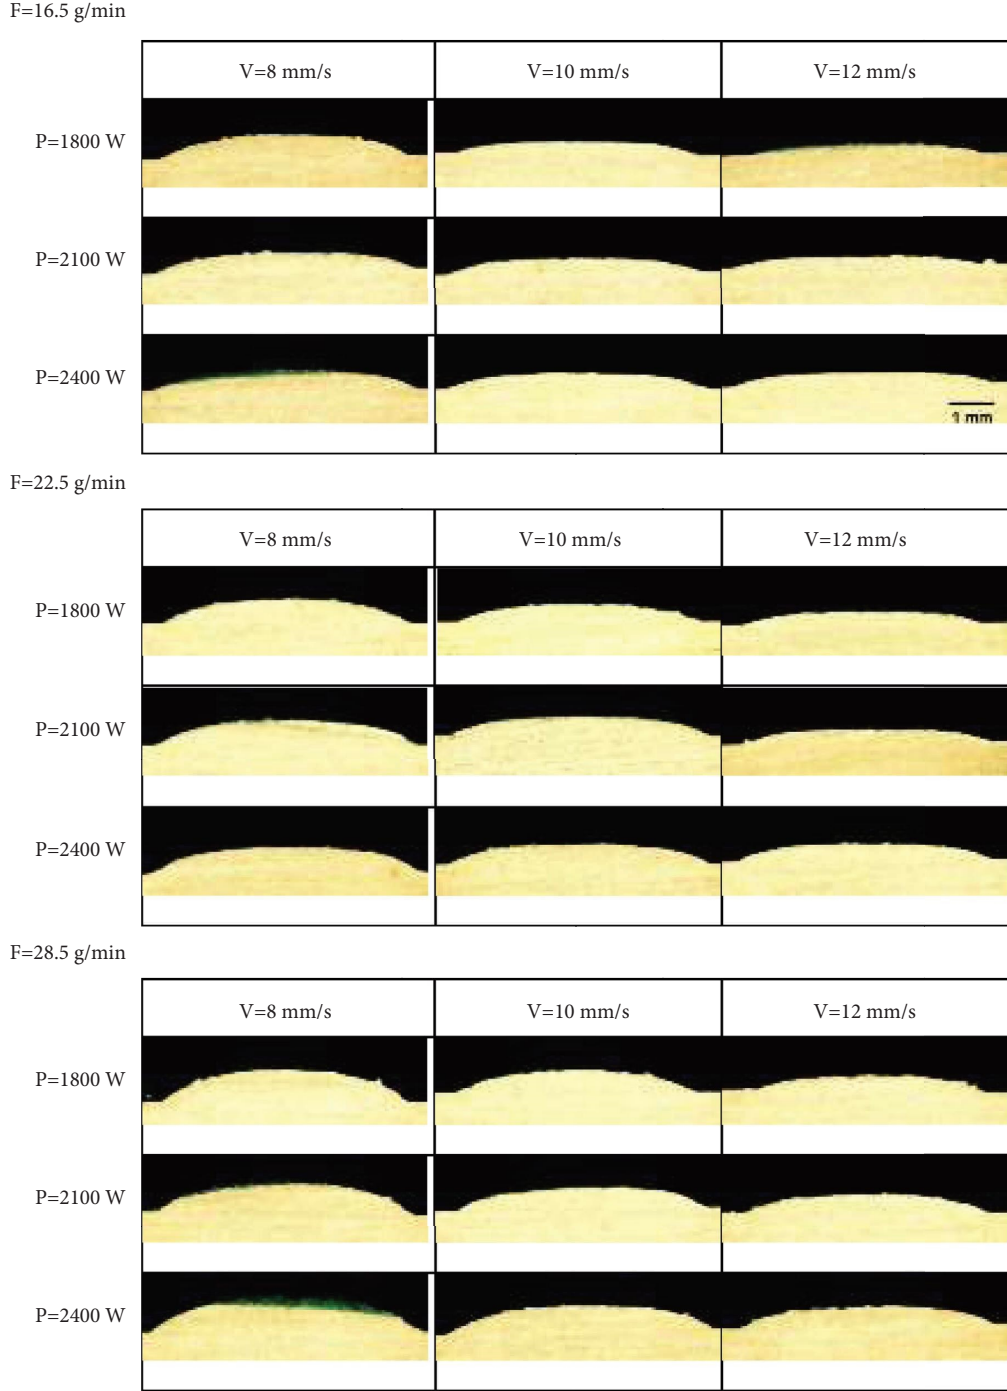 F=16.5 g/min
V=8 mm/s V=10 mm/s V=12 mm/s
P=1800 W
P=2100 W
P=2400 W
1 mm
F=22.5 g/min
V=8 mm/s V=10 mm/s V=12 mm/s
P=1800 W
P=2100 W
P=2400 W
F=28.5 g/min
V=8 mm/s V=10 mm/s V=12 mm/s
P=1800 W
P=2100 W
P=2400 W